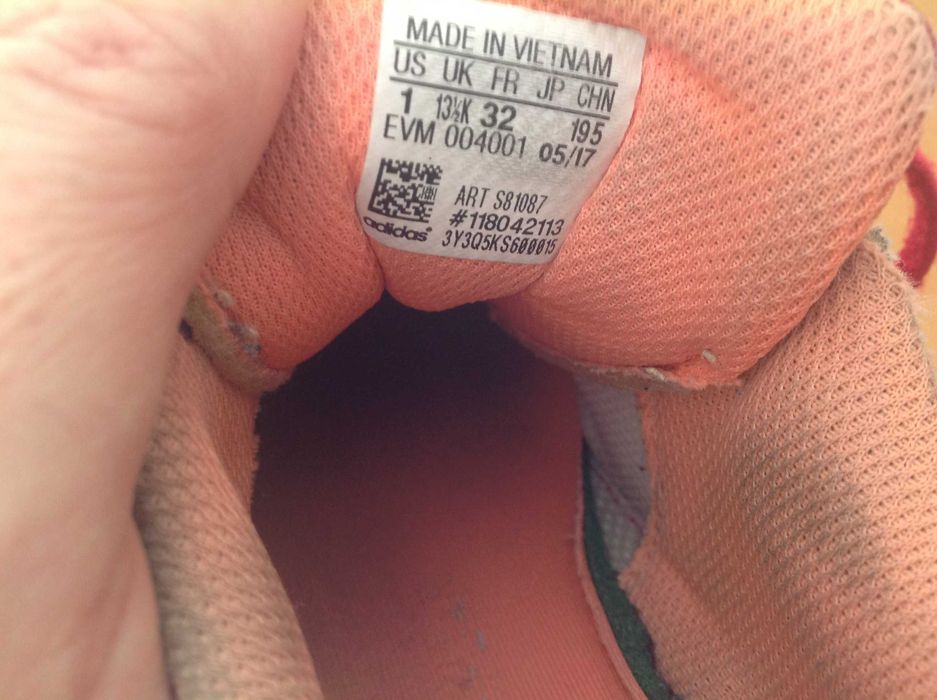 MADE IN VIETNAM
US UK FR JP CHN
1 13½K 32 195
EVM 004001 05/17
CHN
ART S81087
#118042113
adidas 3Y3Q5KS600015